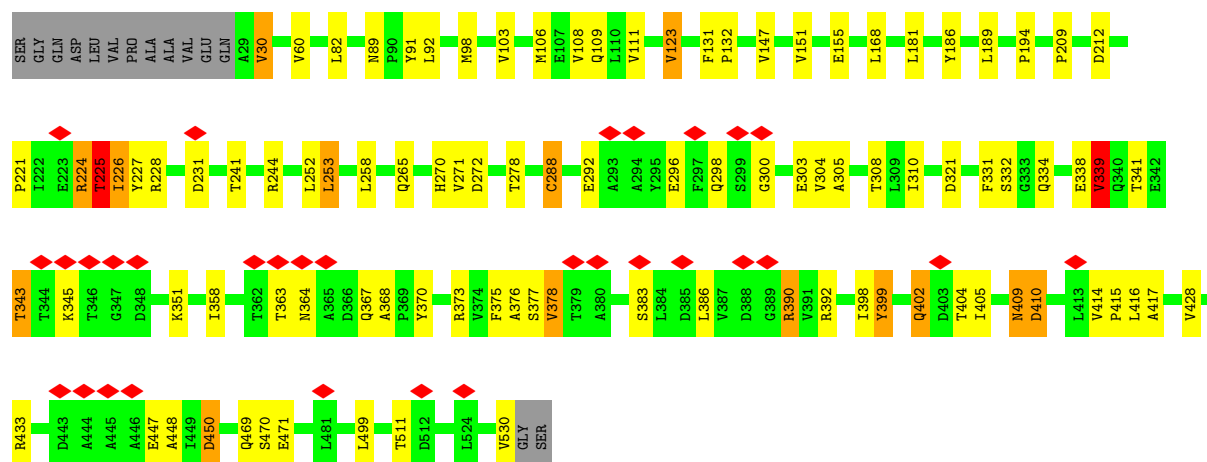 SER GLY GLN ASP LEU VAL PRO ALA ALA VAL GLU GLN A29 V30 V60 L82 N89 P90 Y91 L92 M98 V103 M106 E107 V108 Q109 L110 V111 V123 F131 P132 V147 V151 E155 L168 L181 Y186 L189 P194 P209 D212
P221 I222 E223 R224 T225 I226 Y227 R228 D231 T241 R244 L252 L253 L258 Q265 H270 V271 D272 T278 C288 E292 A293 A294 Y295 E296 F297 Q298 S299 G300 E303 V304 A305 T308 L309 I310 D321 F331 S332 G333 Q334 E338 V339 Q340 T341 E342
T343 T344 K345 T346 G347 D348 K351 I358 T362 T363 N364 A365 D366 Q367 A368 P369 Y370 R373 V374 F375 A376 S377 V378 T379 A380 S383 L384 D385 L386 V387 D388 G389 R390 V391 R392 I398 Y399 Q402 D403 T404 I405 N409 D410 L413 V414 P415 L416 A417 V428
R433 D443 A444 A445 A446 E447 A448 I449 D450 Q469 S470 E471 L481 L499 T511 D512 L524 V530 GLY SER